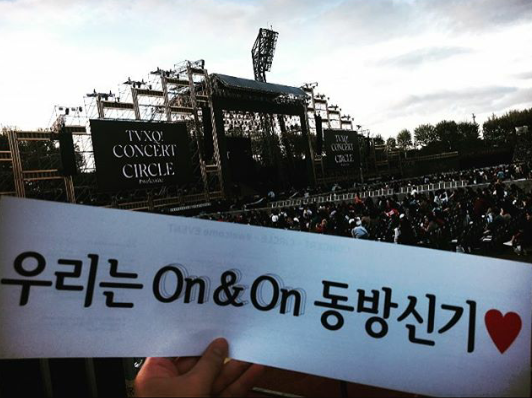 TVXQ!
CONCERT
CIRCLE
TVXQ!
CONCERT
CIRCLE
우리는 On & On 동방신기♥